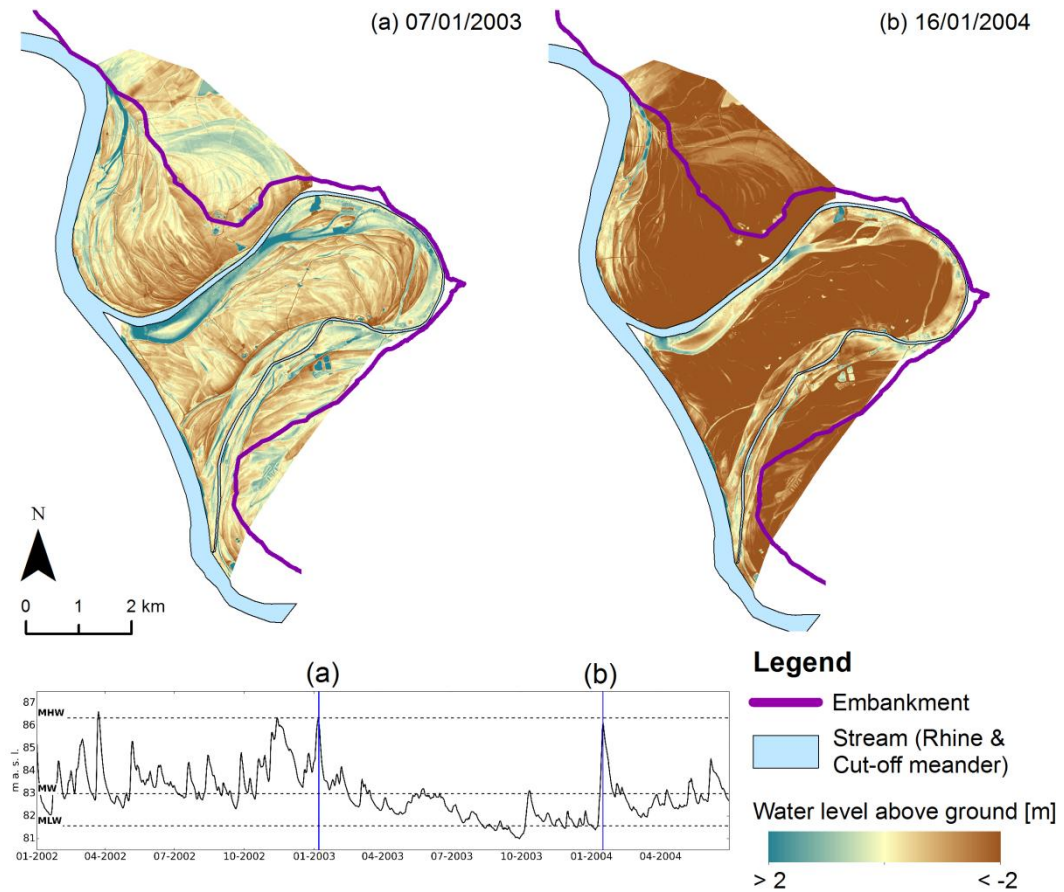 (a) 07/01/2003
(b) 16/01/2004
N
0 1 2 km
(a)
(b)
87
86
85
84
83
82
81
m a. s. l.
MHW
MW
MLW
01-2002 04-2002 07-2002 10-2002 01-2003 04-2003 07-2003 10-2003 01-2004 04-2004
Legend
Embankment
Stream (Rhine &
Cut-off meander)
Water level above ground [m]
> 2 < -2